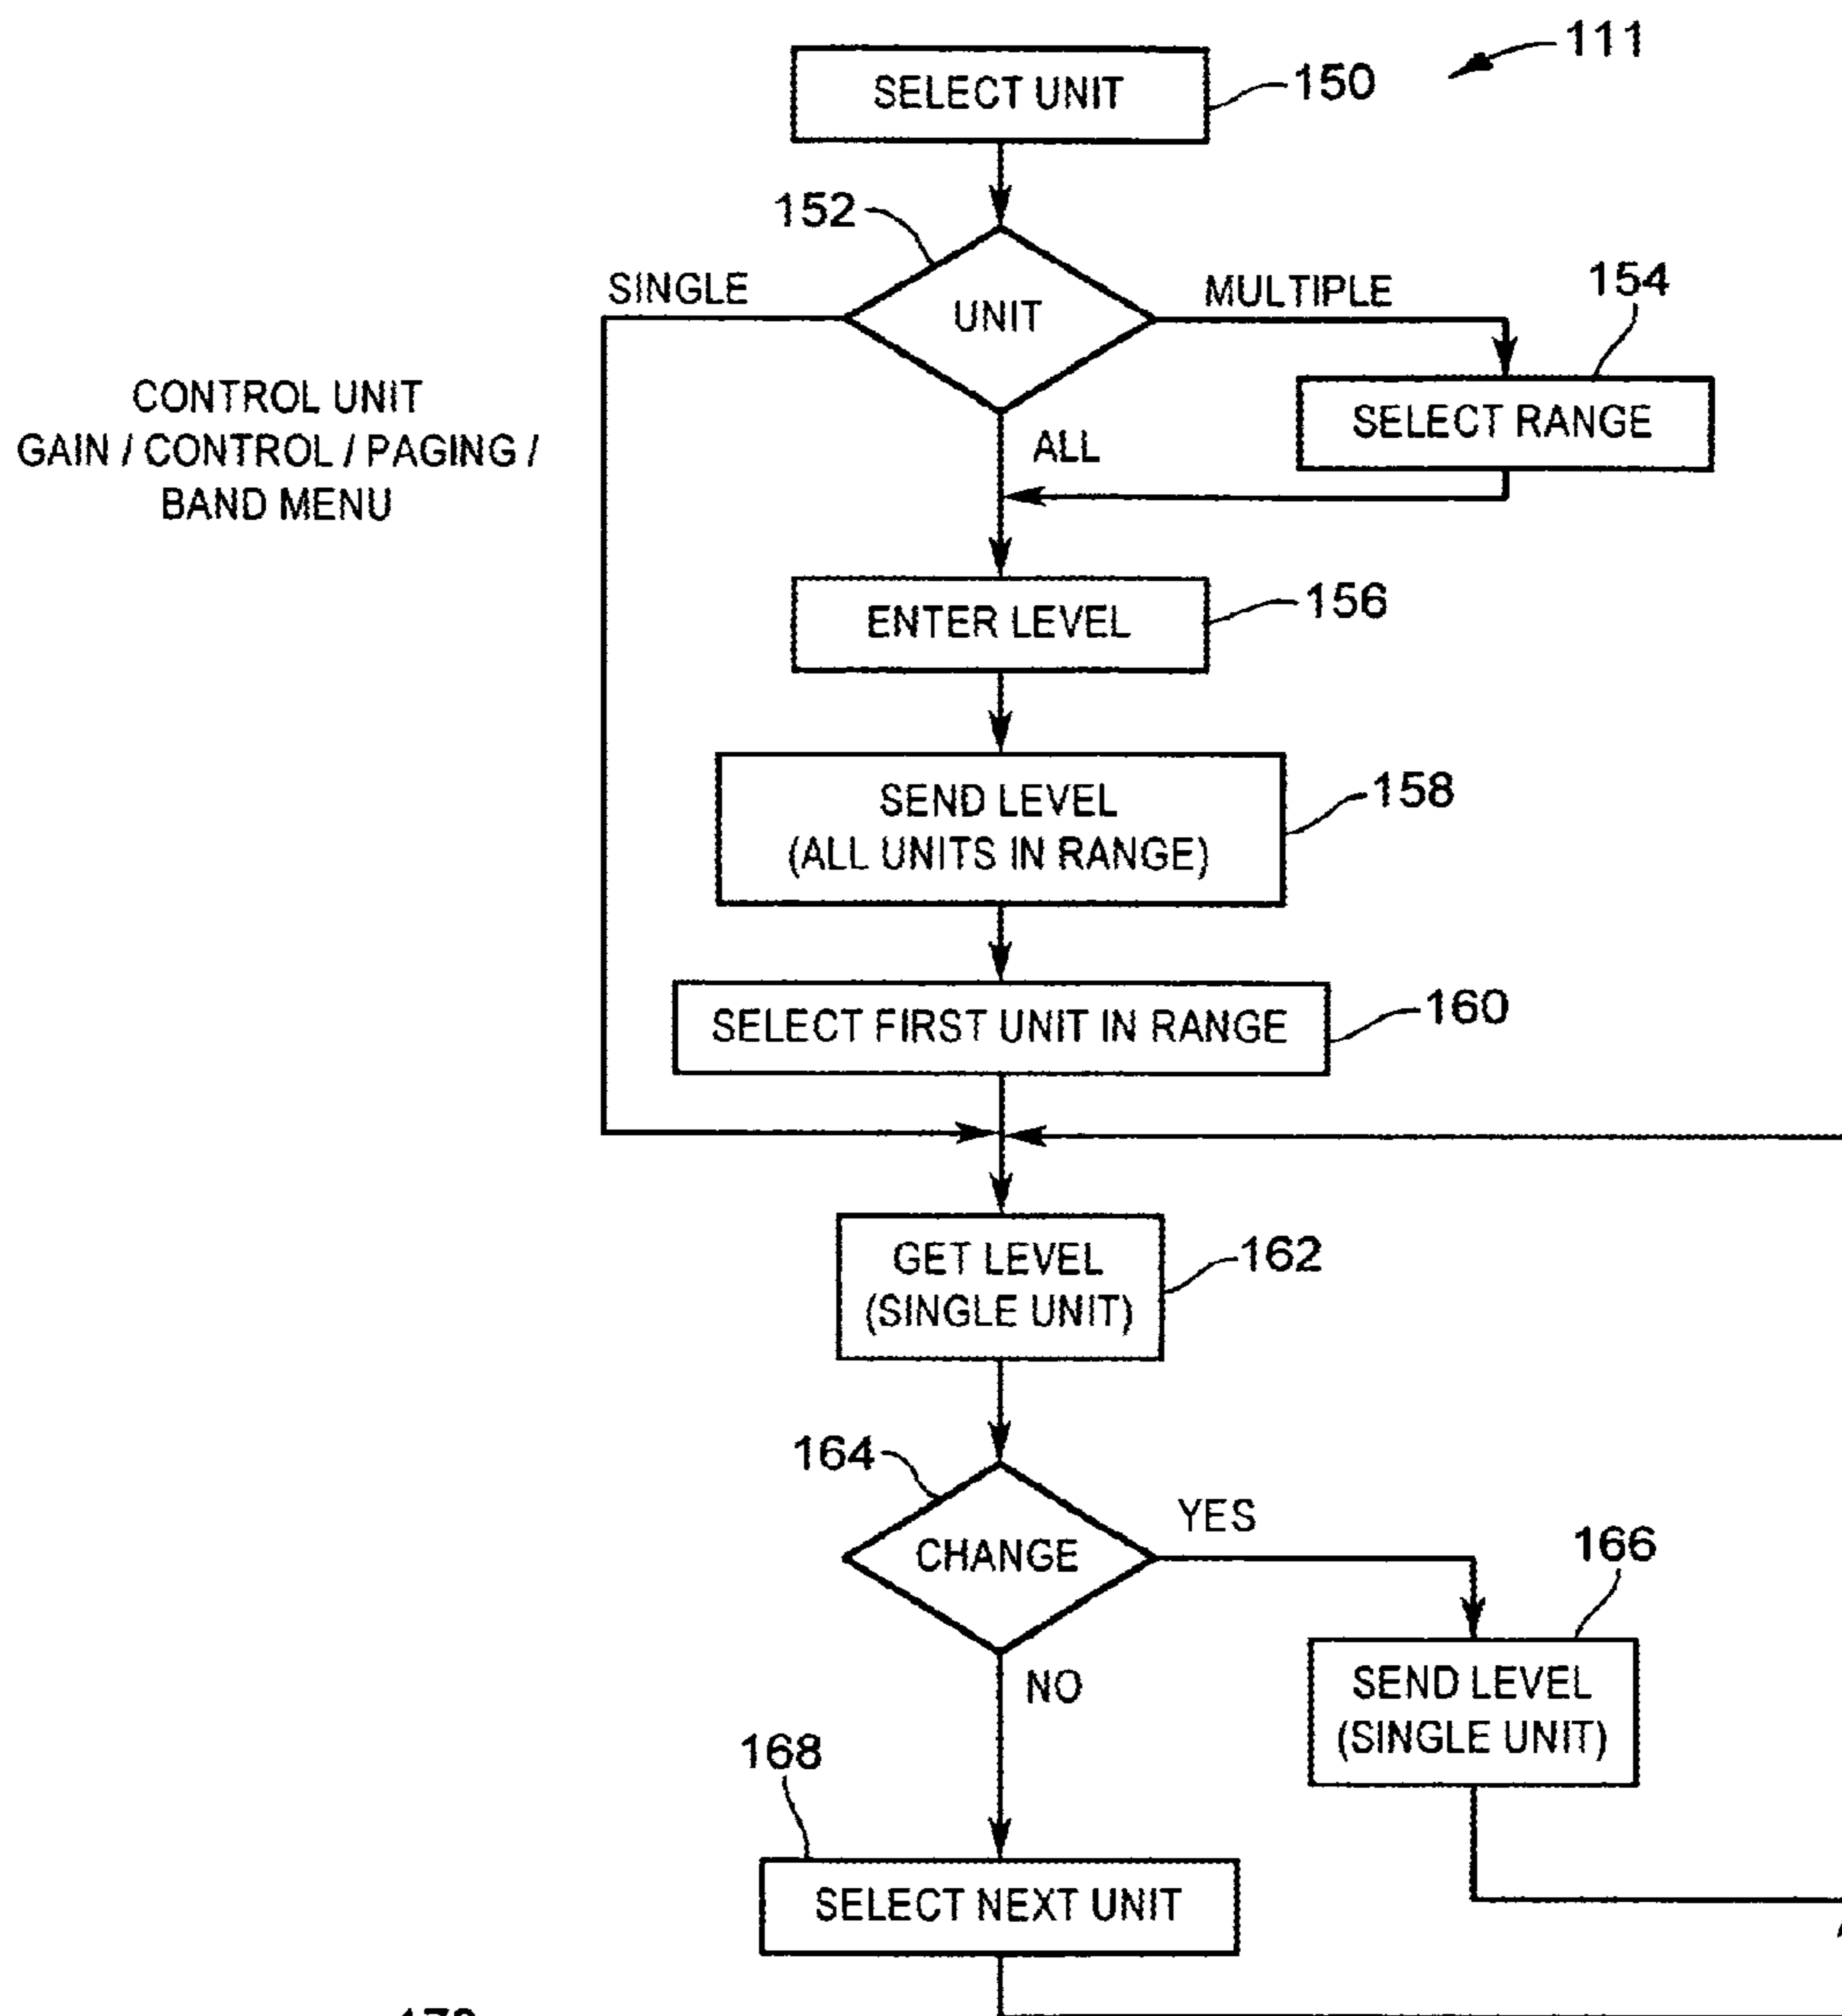 111
SELECT UNIT
150
152
SINGLE
UNIT
MULTIPLE
154
CONTROL UNIT
GAIN / CONTROL / PAGING /
BAND MENU
SELECT RANGE
ALL
ENTER LEVEL
156
SEND LEVEL
(ALL UNITS IN RANGE)
158
SELECT FIRST UNIT IN RANGE
160
GET LEVEL
(SINGLE UNIT)
162
164
CHANGE
YES
166
SEND LEVEL
(SINGLE UNIT)
NO
168
SELECT NEXT UNIT